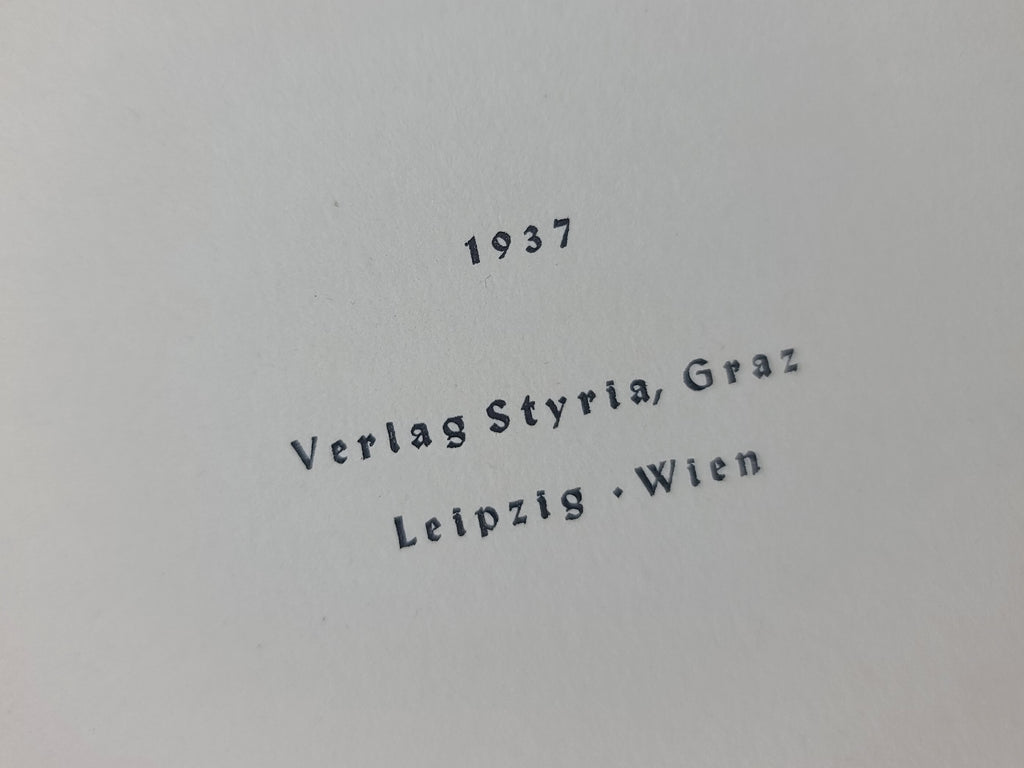 1937
Verlag Styria, Graz
Leipzig · Wien